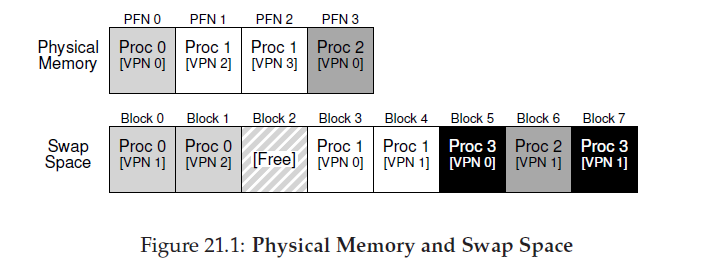 PFN 0 PFN 1 PFN 2 PFN 3
Physical Memory
Proc 0 [VPN 0]
Proc 1 [VPN 2]
Proc 1 [VPN 3]
Proc 2 [VPN 0]
Block 0 Block 1 Block 2 Block 3 Block 4 Block 5 Block 6 Block 7
Swap Space
Proc 0 [VPN 1]
Proc 0 [VPN 2]
[Free]
Proc 1 [VPN 0]
Proc 1 [VPN 1]
Proc 3 [VPN 0]
Proc 2 [VPN 1]
Proc 3 [VPN 1]
Figure 21.1: Physical Memory and Swap Space